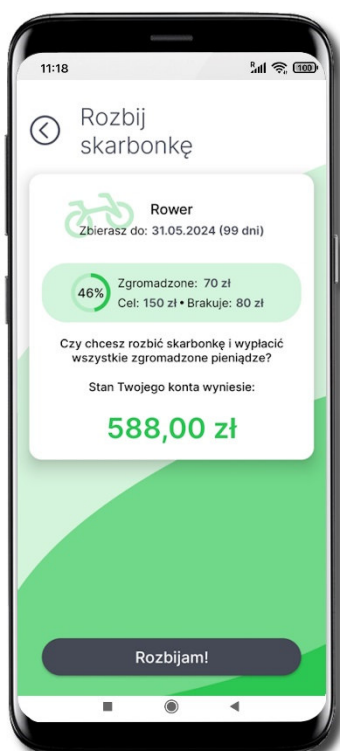 11:18
R
100
Rozbij
skarbonkę
Rower
Zbierasz do: 31.05.2024 (99 dni)
46%
Zgromadzone: 70 zł
Cel: 150 zł • Brakuje: 80 zł
Czy chcesz rozbić skarbonkę i wypłacić
wszystkie zgromadzone pieniądze?
Stan Twojego konta wyniesie:
588,00 zł
Rozbijam!